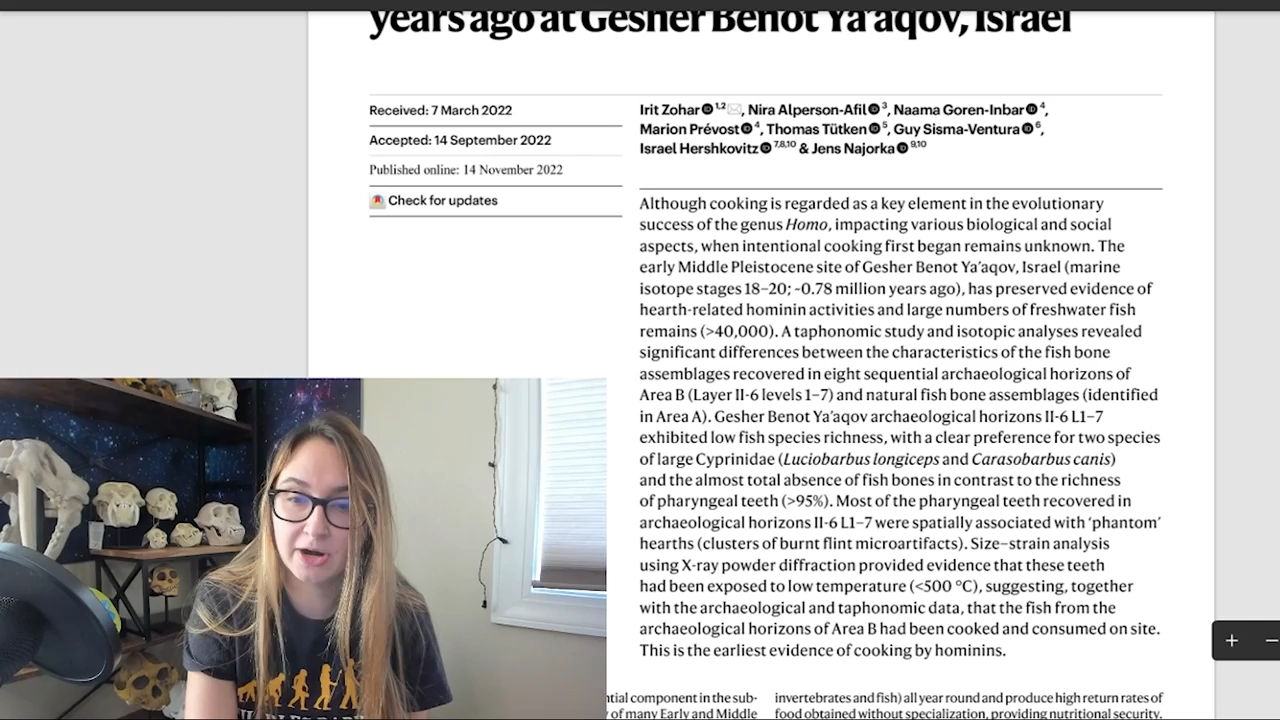 years ago at Gesher Benot Ya'aqov, Israel
Received: 7 March 2022
Accepted: 14 September 2022
Published online: 14 November 2022
Check for updates
Irit Zohar 1,2, Nira Alperson-Afil 3, Naama Goren-Inbar 4,
Marion Prévost 4, Thomas Tütken 5, Guy Sisma-Ventura 6,
Israel Hershkovitz 7,8,10 & Jens Najorka 9,10
Although cooking is regarded as a key element in the evolutionary
success of the genus Homo, impacting various biological and social
aspects, when intentional cooking first began remains unknown. The
early Middle Pleistocene site of Gesher Benot Ya'aqov, Israel (marine
isotope stages 18–20; ~0.78 million years ago), has preserved evidence of
hearth-related hominin activities and large numbers of freshwater fish
remains (>40,000). A taphonomic study and isotopic analyses revealed
significant differences between the characteristics of the fish bone
assemblages recovered in eight sequential archaeological horizons of
Area B (Layer II-6 levels 1–7) and natural fish bone assemblages (identified
in Area A). Gesher Benot Ya'aqov archaeological horizons II-6 L1–7
exhibited low fish species richness, with a clear preference for two species
of large Cyprinidae (Luciobarbus longiceps and Carasobarbus canis)
and the almost total absence of fish bones in contrast to the richness
of pharyngeal teeth (>95%). Most of the pharyngeal teeth recovered in
archaeological horizons II-6 L1–7 were spatially associated with 'phantom'
hearths (clusters of burnt flint microartifacts). Size–strain analysis
using X-ray powder diffraction provided evidence that these teeth
had been exposed to low temperature (<500 °C), suggesting, together
with the archaeological and taphonomic data, that the fish from the
archaeological horizons of Area B had been cooked and consumed on site.
This is the earliest evidence of cooking by hominins.
ntial component in the sub-
of many Early and Middle
invertebrates and fish) all year round and produce high return rates of
food obtained without specialization, providing nutritional security.